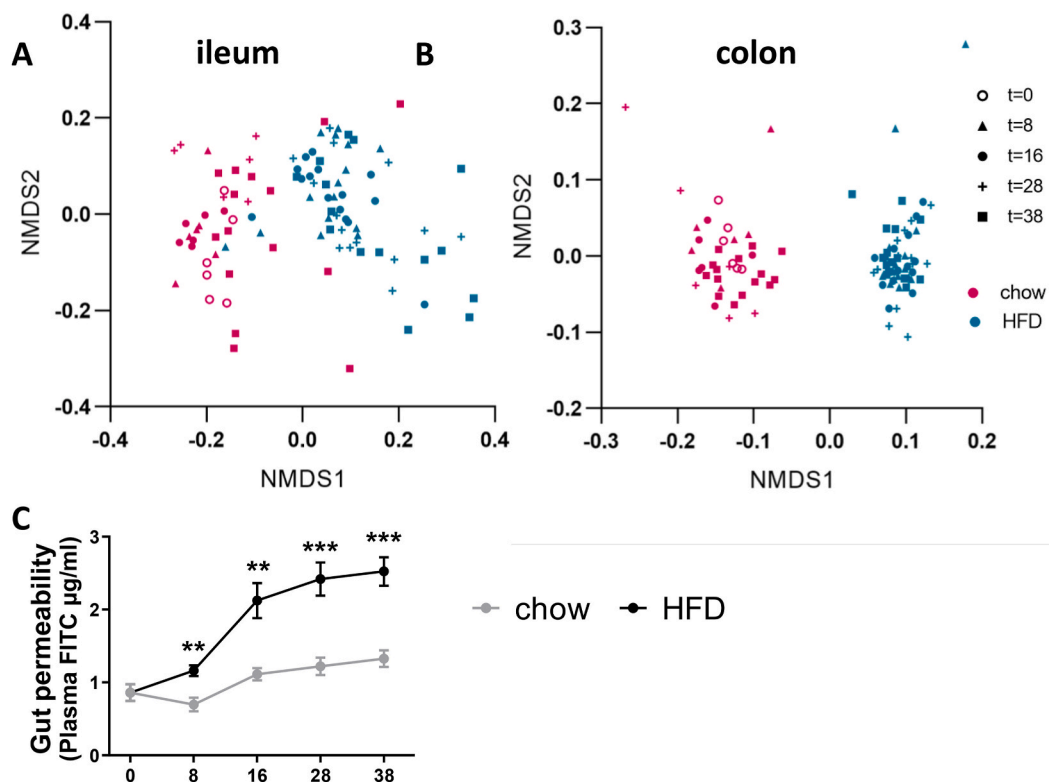 A
ileum
0.4
0.2
0.0
-0.2
-0.4
NMDS2
-0.4
-0.2
0.0
0.2
0.4
NMDS1
B
colon
0.3
0.2
0.1
0.0
-0.1
-0.2
NMDS2
-0.3
-0.2
-0.1
0.0
0.1
0.2
NMDS1
t=0
t=8
t=16
t=28
t=38
chow
HFD
C
Gut permeability
(Plasma FITC µg/ml)
3
2
1
0
**
**
***
***
0
8
16
28
38
chow
HFD